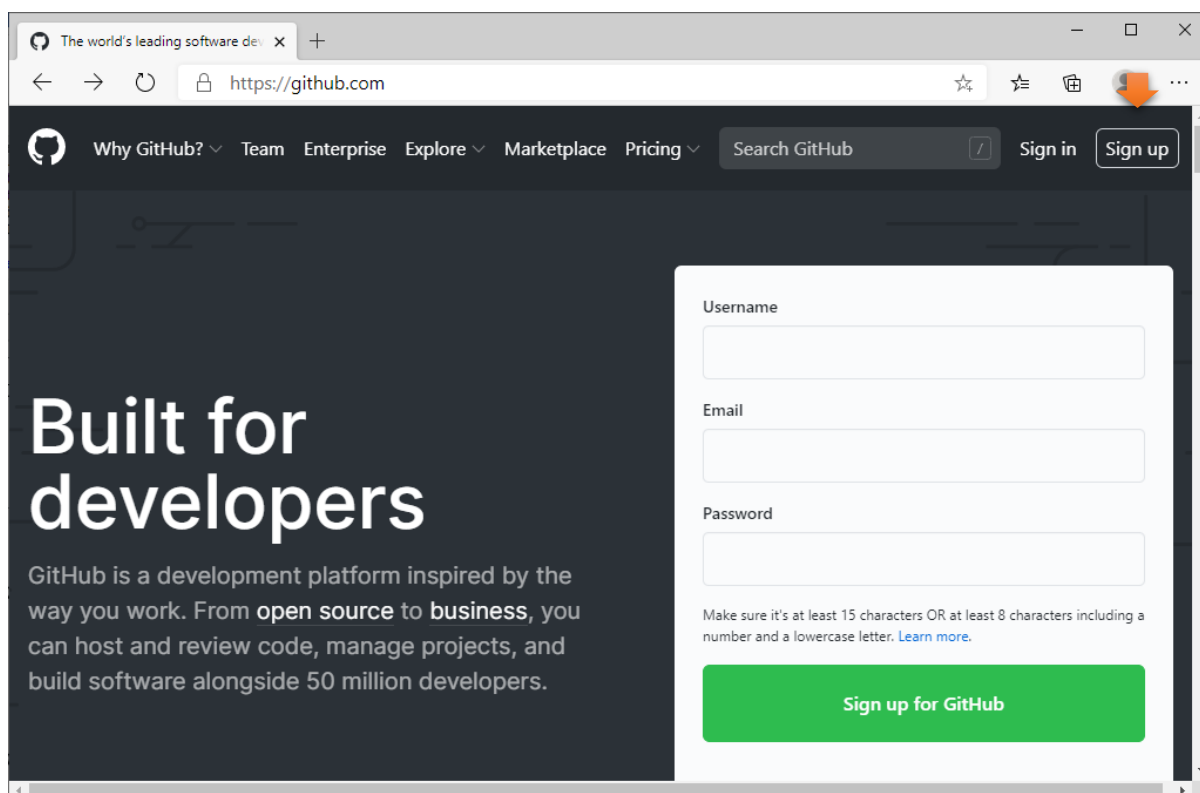 The world's leading software dev
https://github.com
Why GitHub? Team Enterprise Explore Marketplace Pricing Search GitHub / Sign in Sign up
Username
Email
Built for
developers
Password
GitHub is a development platform inspired by the
way you work. From open source to business, you
can host and review code, manage projects, and
build software alongside 50 million developers.
Make sure it's at least 15 characters OR at least 8 characters including a
number and a lowercase letter. Learn more.
Sign up for GitHub